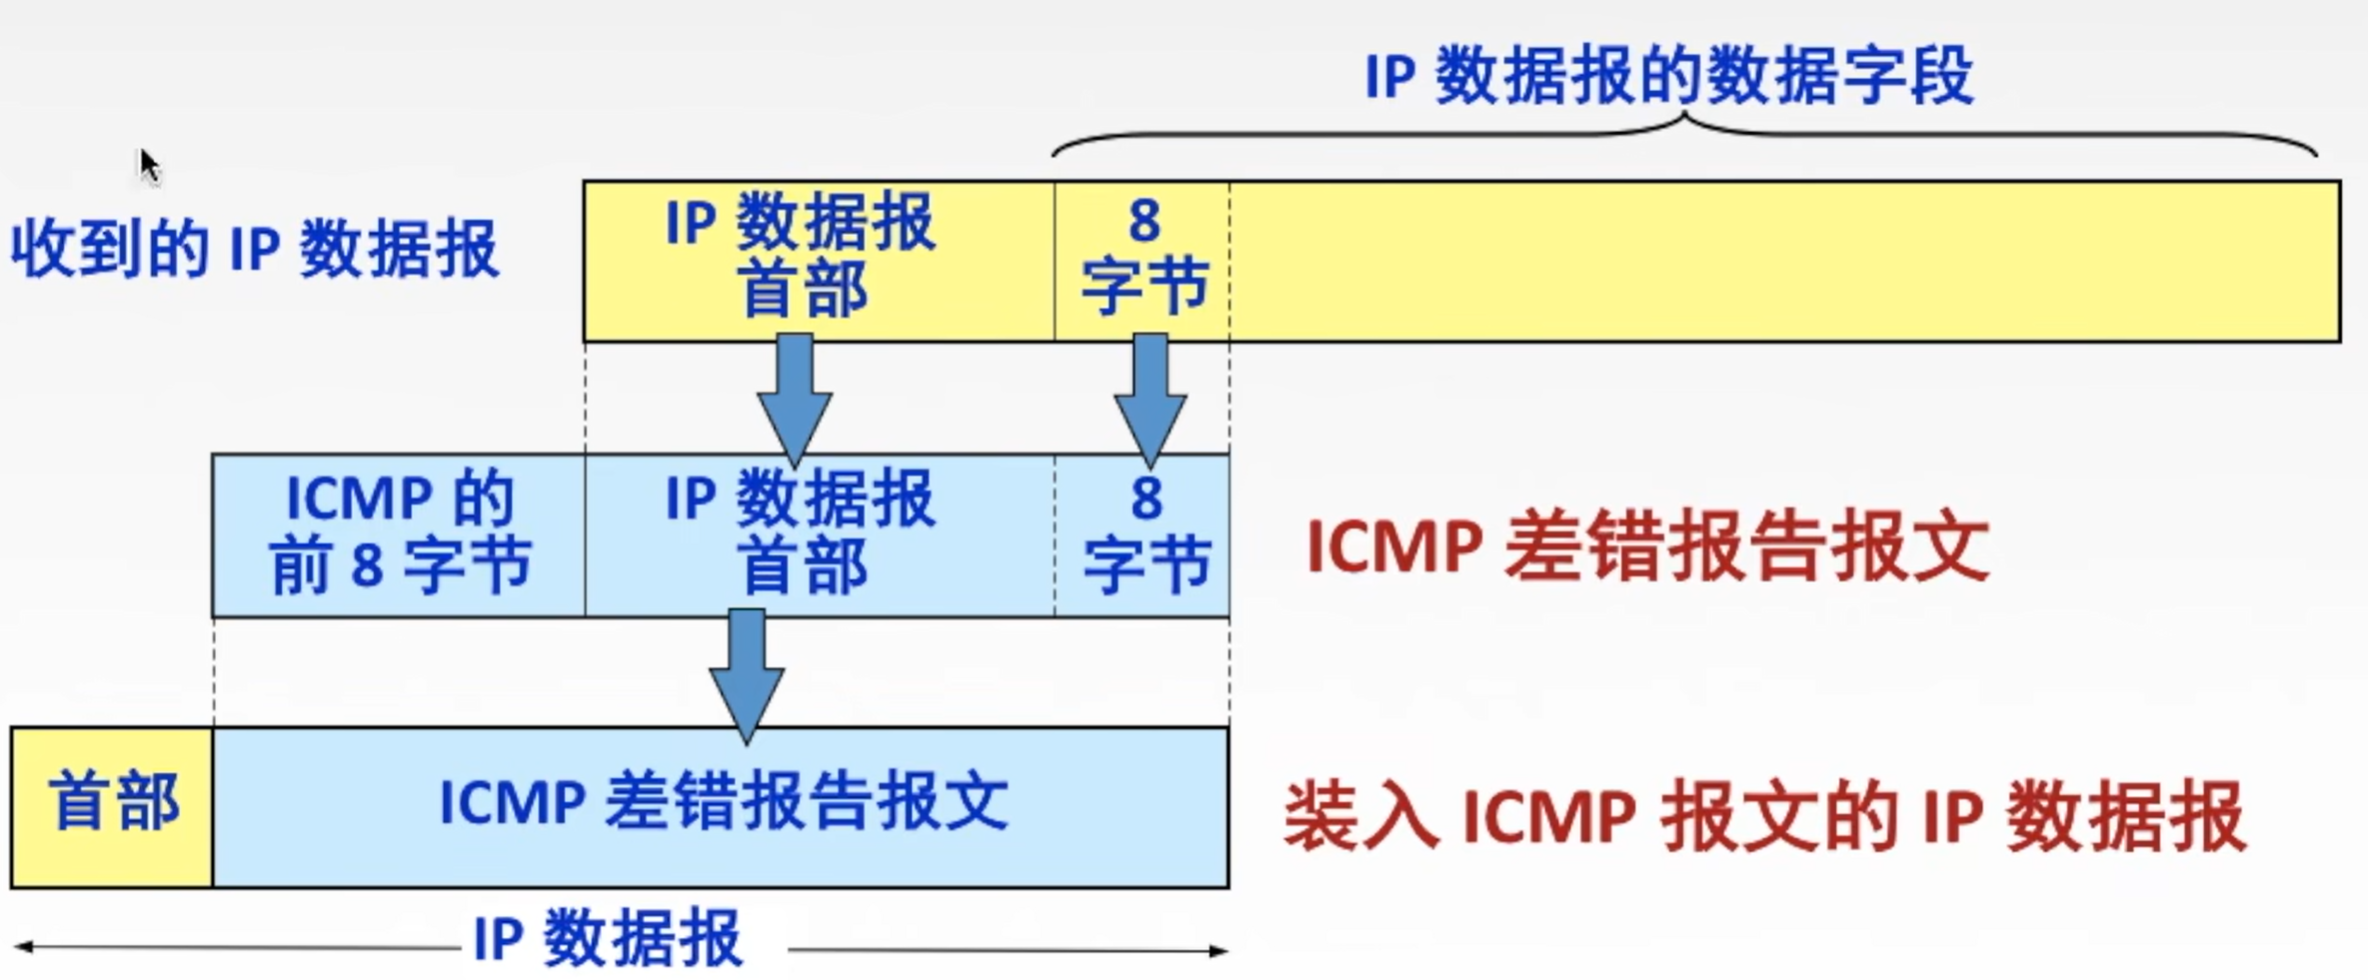 IP 数据报的数据字段
收到的 IP 数据报
IP 数据报
首部
8
字节
ICMP 的
前 8 字节
IP 数据报
首部
8
字节
ICMP 差错报告报文
首部
ICMP 差错报告报文
装入 ICMP 报文的 IP 数据报
IP 数据报